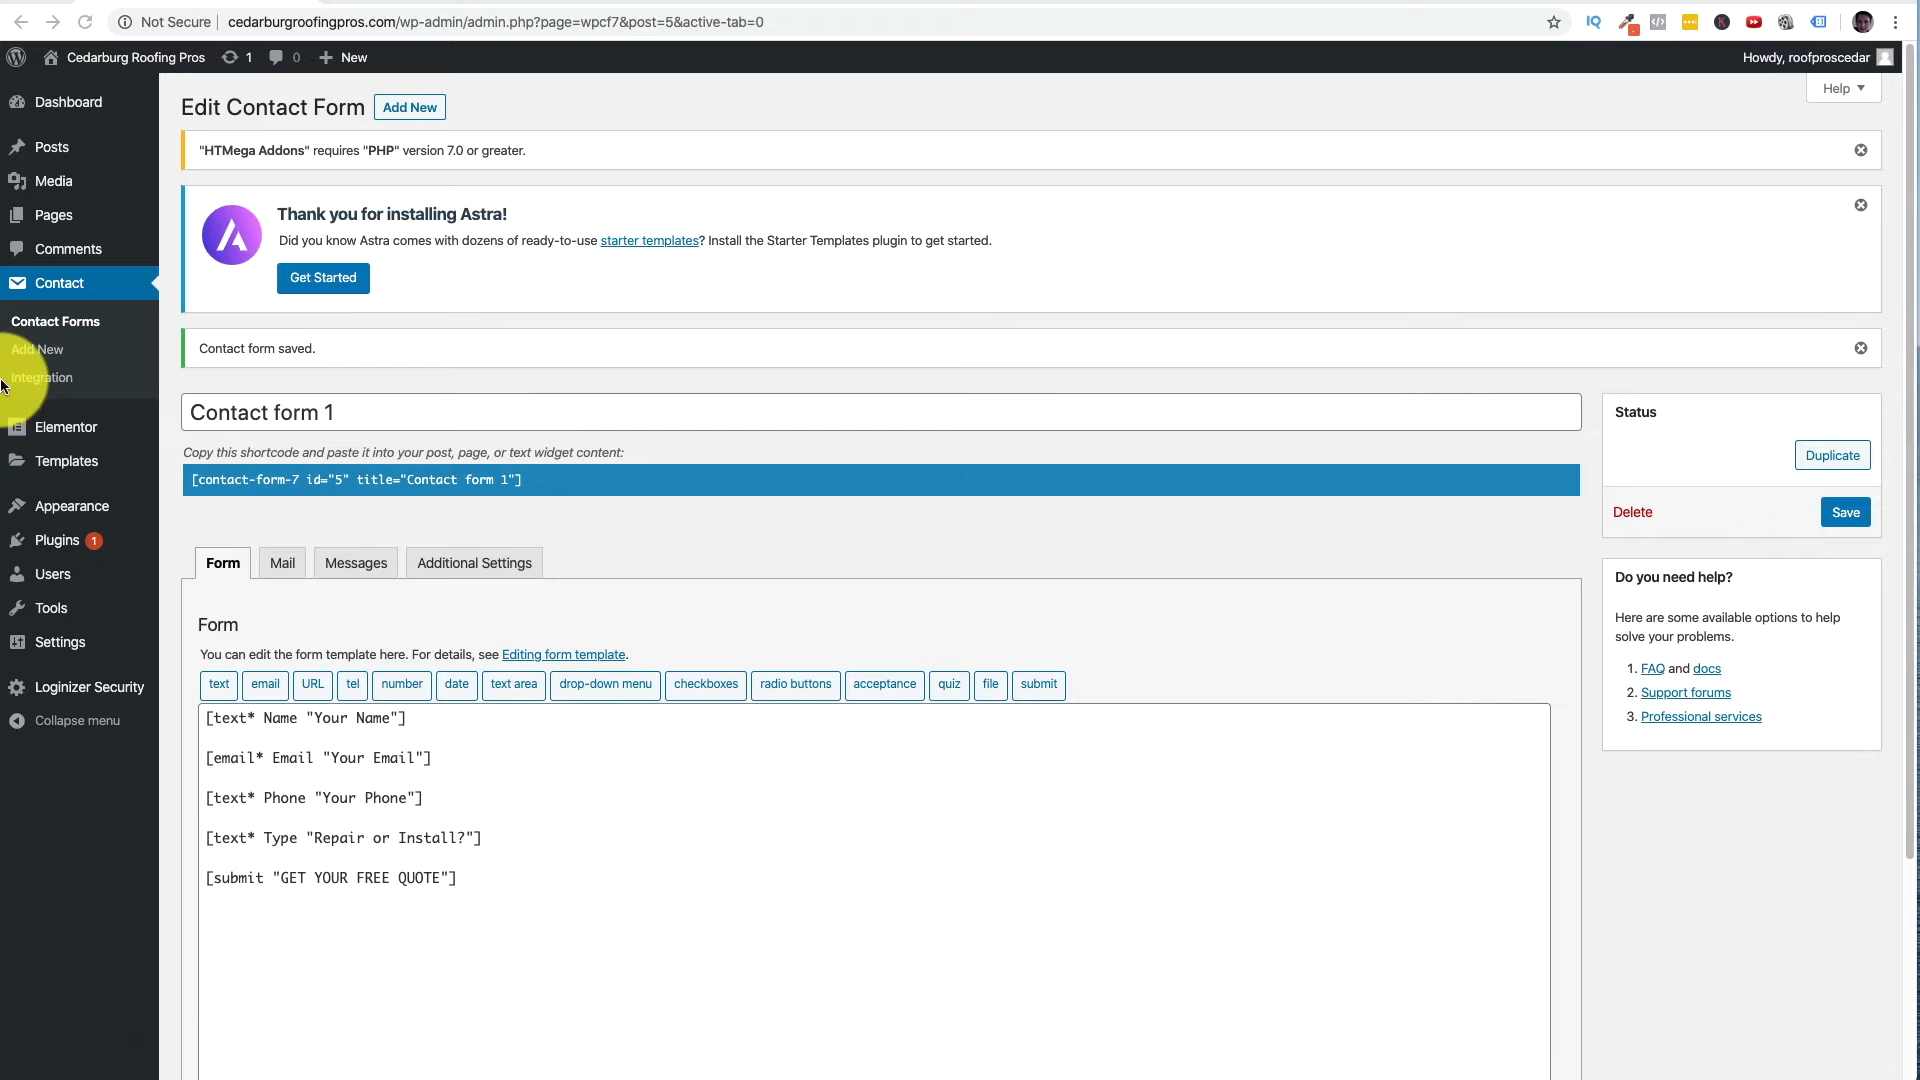 Not Secure
cedarburgroofingpros.com/wp-admin/admin.php?page=wpcf7&post=5&active-tab=0
Cedarburg Roofing Pros
1
0
New
Howdy, roofproscedar
Dashboard
Posts
Media
Pages
Comments
Contact
Contact Forms
Add New
Integration
Elementor
Templates
Appearance
Plugins 1
Users
Tools
Settings
Loginizer Security
Collapse menu
Help
Edit Contact Form
Add New
"HTMega Addons" requires "PHP" version 7.0 or greater.
Thank you for installing Astra!
Did you know Astra comes with dozens of ready-to-use starter templates? Install the Starter Templates plugin to get started.
Get Started
Contact form saved.
Contact form 1
Copy this shortcode and paste it into your post, page, or text widget content:
[contact-form-7 id="5" title="Contact form 1"]
Form
Mail
Messages
Additional Settings
Form
You can edit the form template here. For details, see Editing form template.
text
email
URL
tel
number
date
text area
drop-down menu
checkboxes
radio buttons
acceptance
quiz
file
submit
[text* Name "Your Name"]
[email* Email "Your Email"]
[text* Phone "Your Phone"]
[text* Type "Repair or Install?"]
[submit "GET YOUR FREE QUOTE"]
Status
Duplicate
Delete
Save
Do you need help?
Here are some available options to help
solve your problems.
1. FAQ and docs
2. Support forums
3. Professional services